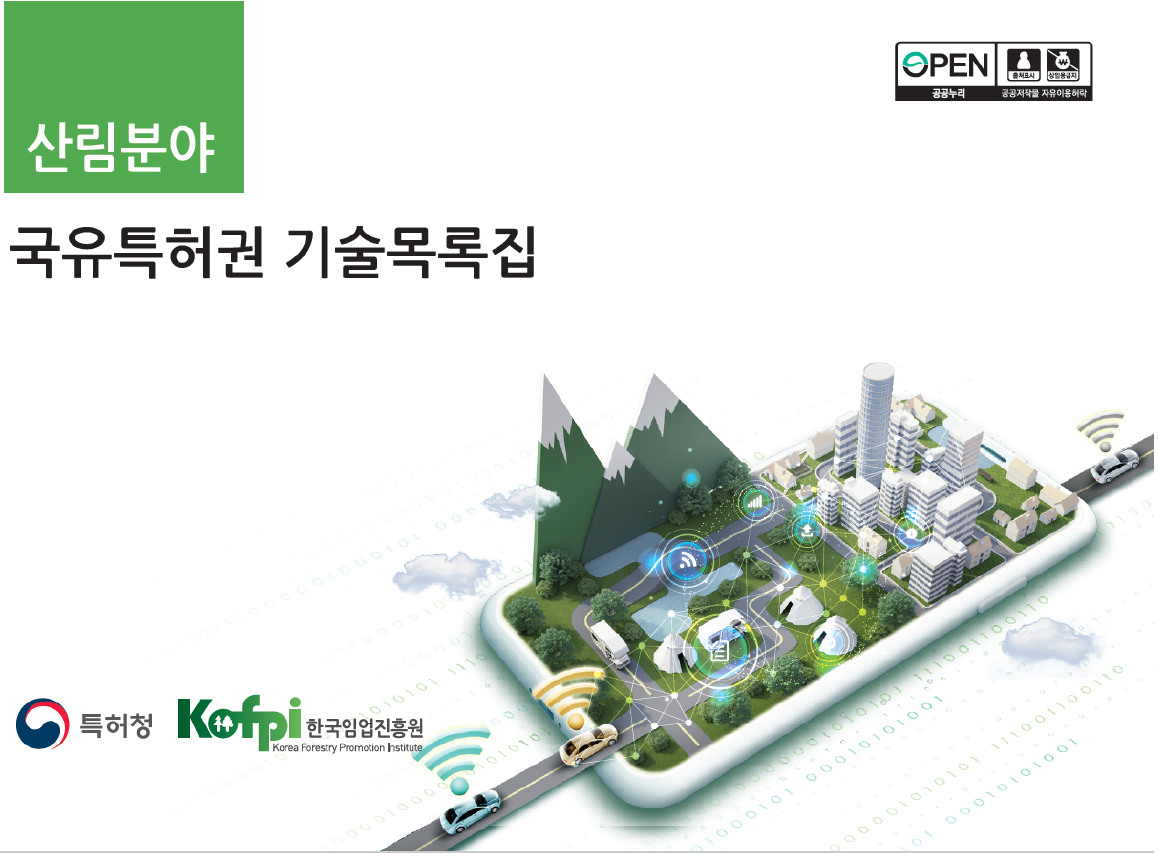 산림분야
OPEN
공공누리
출처표시
상업용금지
공공저작물 자유이용허락
국유특허권 기술목록집
특허청
Kofpi 한국임업진흥원
Korea Forestry Promotion Institute